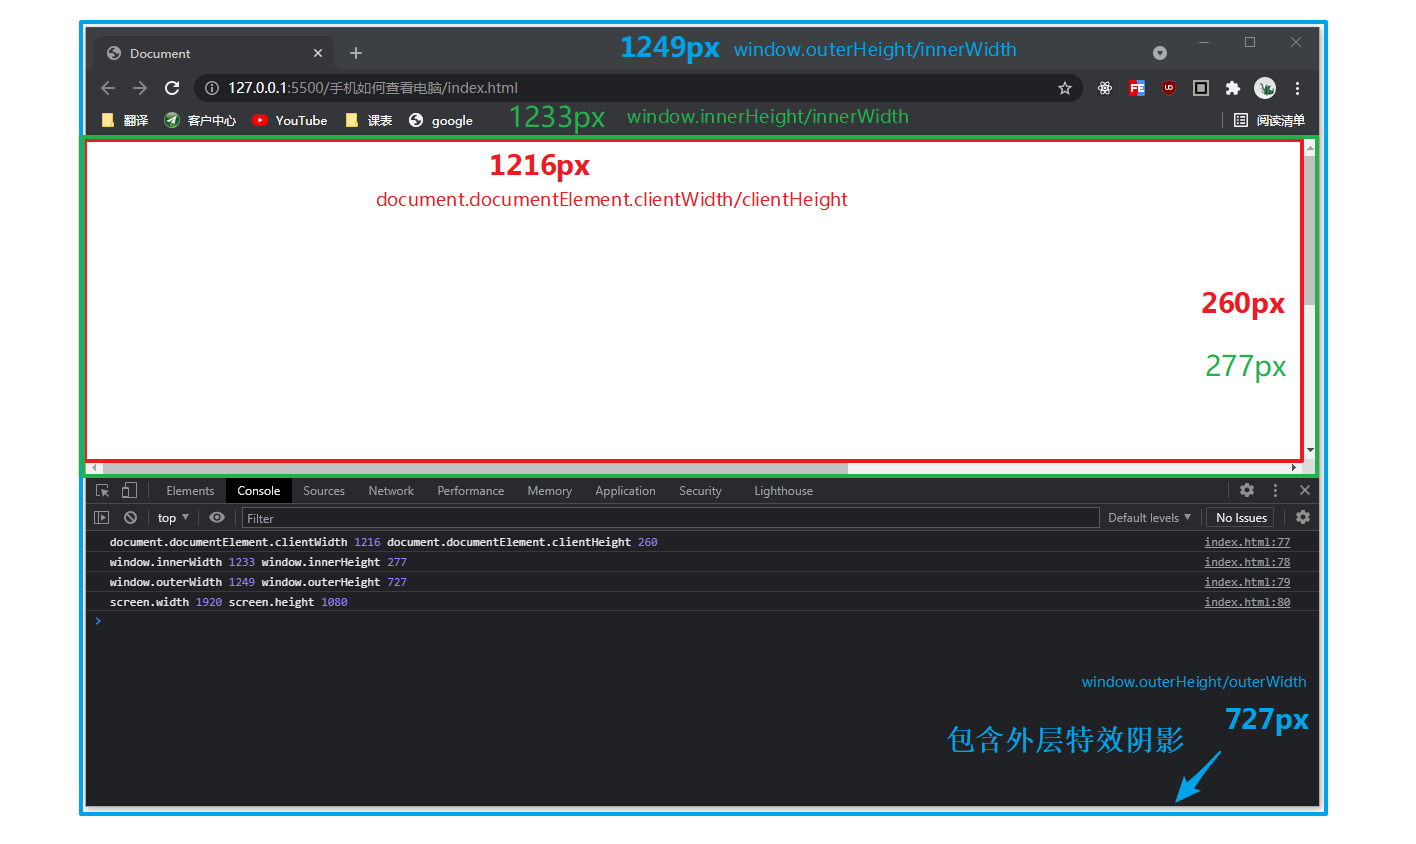 Document
1249px window.outerHeight/innerWidth
127.0.0.1:5500/手机如何查看电脑/index.html
FE
UD
翻译 客户中心 YouTube 课表 google
1233px window.innerHeight/innerWidth
阅读清单
1216px
document.documentElement.clientWidth/clientHeight
260px
277px
Elements Console Sources Network Performance Memory Application Security Lighthouse
top Filter Default levels No Issues
document.documentElement.clientWidth 1216 document.documentElement.clientHeight 260 index.html:77
window.innerWidth 1233 window.innerHeight 277 index.html:78
window.outerWidth 1249 window.outerHeight 727 index.html:79
screen.width 1920 screen.height 1080 index.html:80
window.outerHeight/outerWidth
727px
包含外层特效阴影